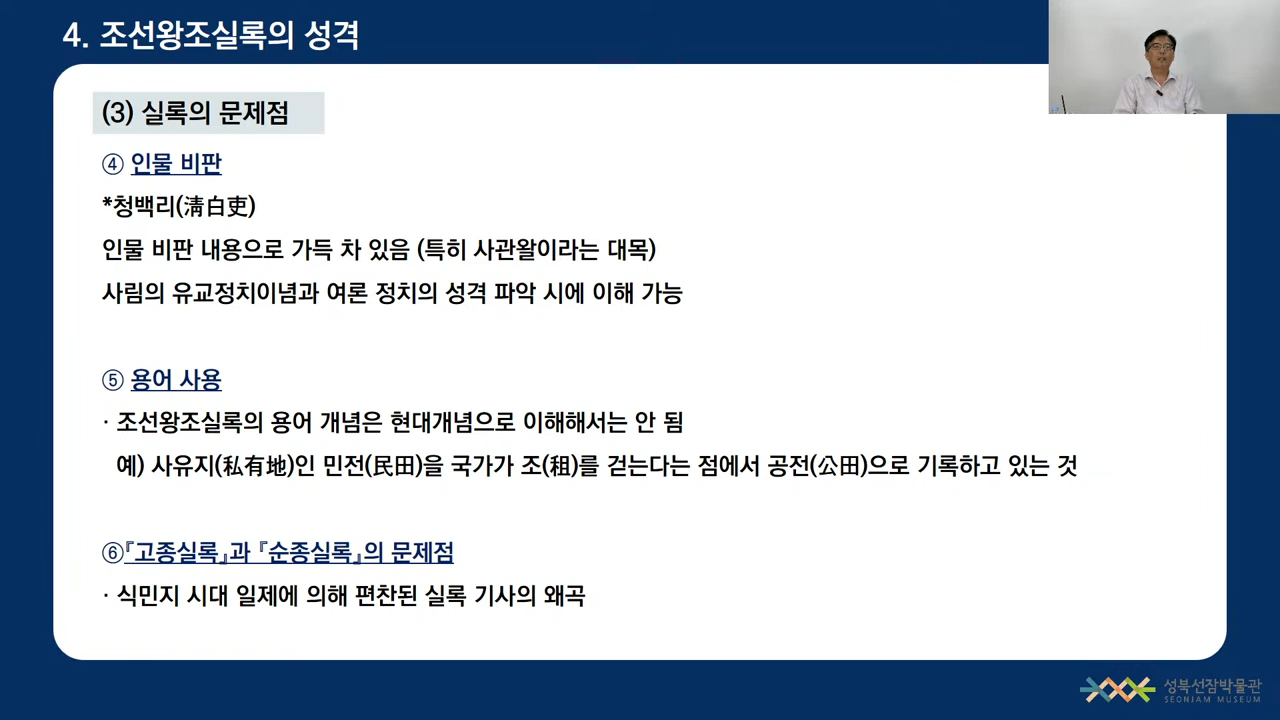 4. 조선왕조실록의 성격
(3) 실록의 문제점
④ 인물 비판
*청백리(淸白吏)
인물 비판 내용으로 가득 차 있음 (특히 사관왈이라는 대목)
사림의 유교정치이념과 여론 정치의 성격 파악 시에 이해 가능
⑤ 용어 사용
· 조선왕조실록의 용어 개념은 현대개념으로 이해해서는 안 됨
예) 사유지(私有地)인 민전(民田)을 국가가 조(租)를 걷는다는 점에서 공전(公田)으로 기록하고 있는 것
⑥『고종실록』과 『순종실록』의 문제점
· 식민지 시대 일제에 의해 편찬된 실록 기사의 왜곡
성북선잠박물관
SEONJAM MUSEUM